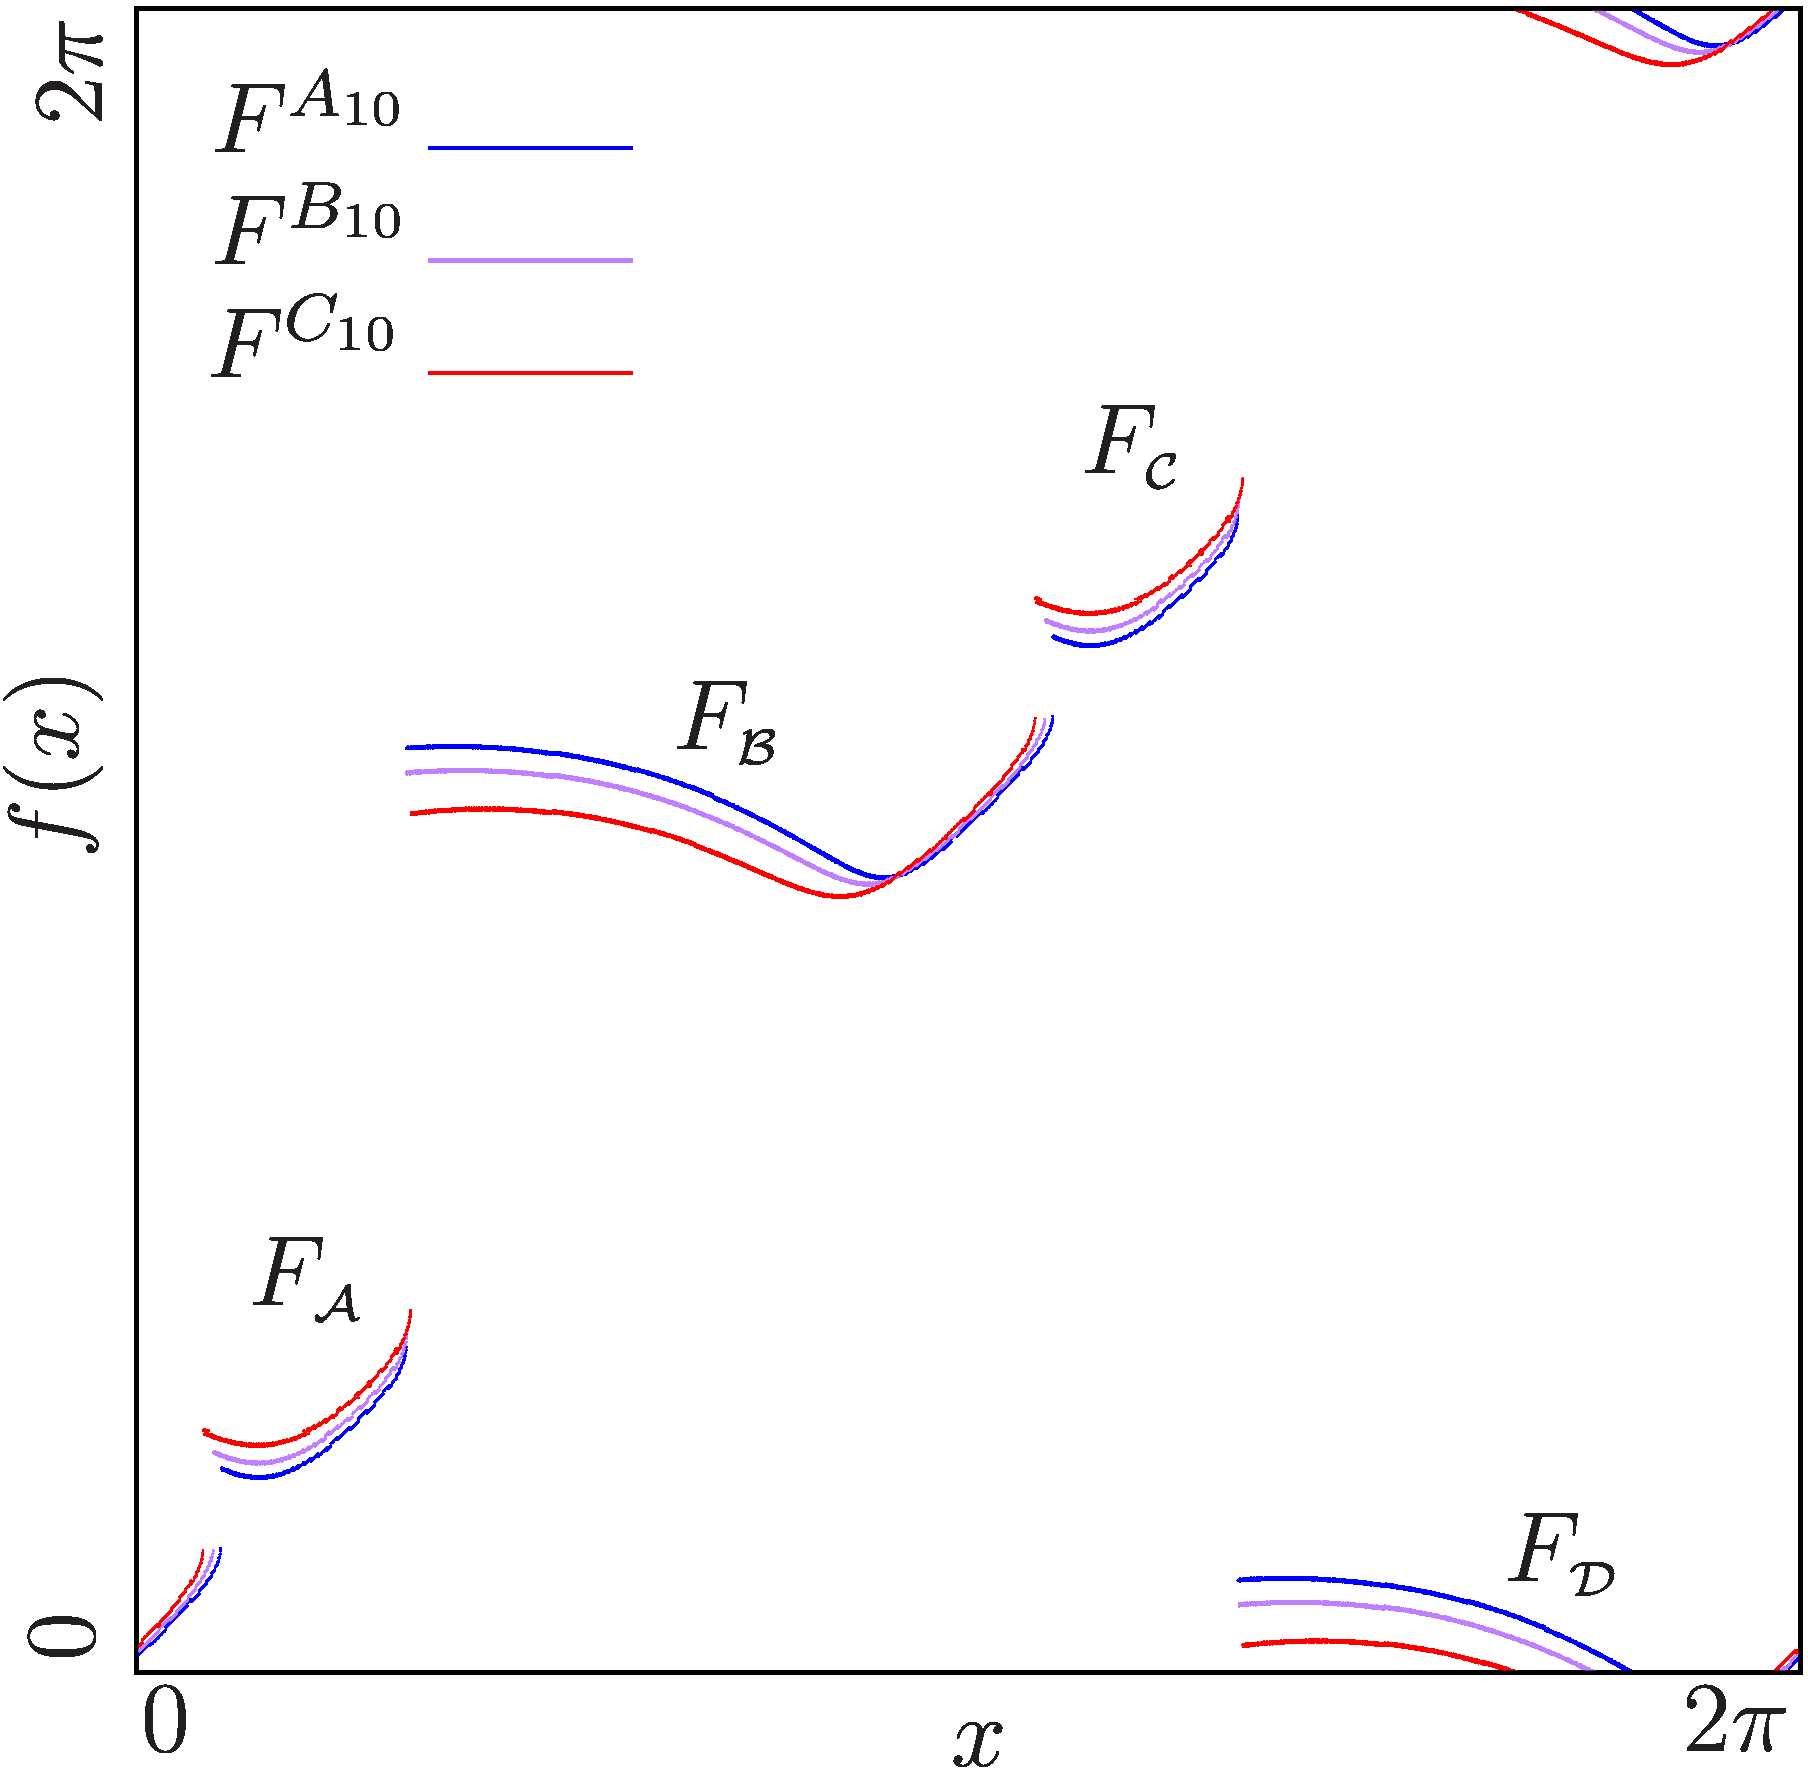 2π
F^{A_{10}}
F^{B_{10}}
F^{C_{10}}
F_𝒞
f(x)
F_ℬ
F_𝒜
F_𝒟
0
0
x
2π